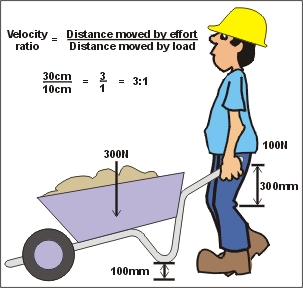 Velocity ratio = Distance moved by effort / Distance moved by load
30cm / 10cm = 3 / 1 = 3:1
100N
300N
300mm
100mm